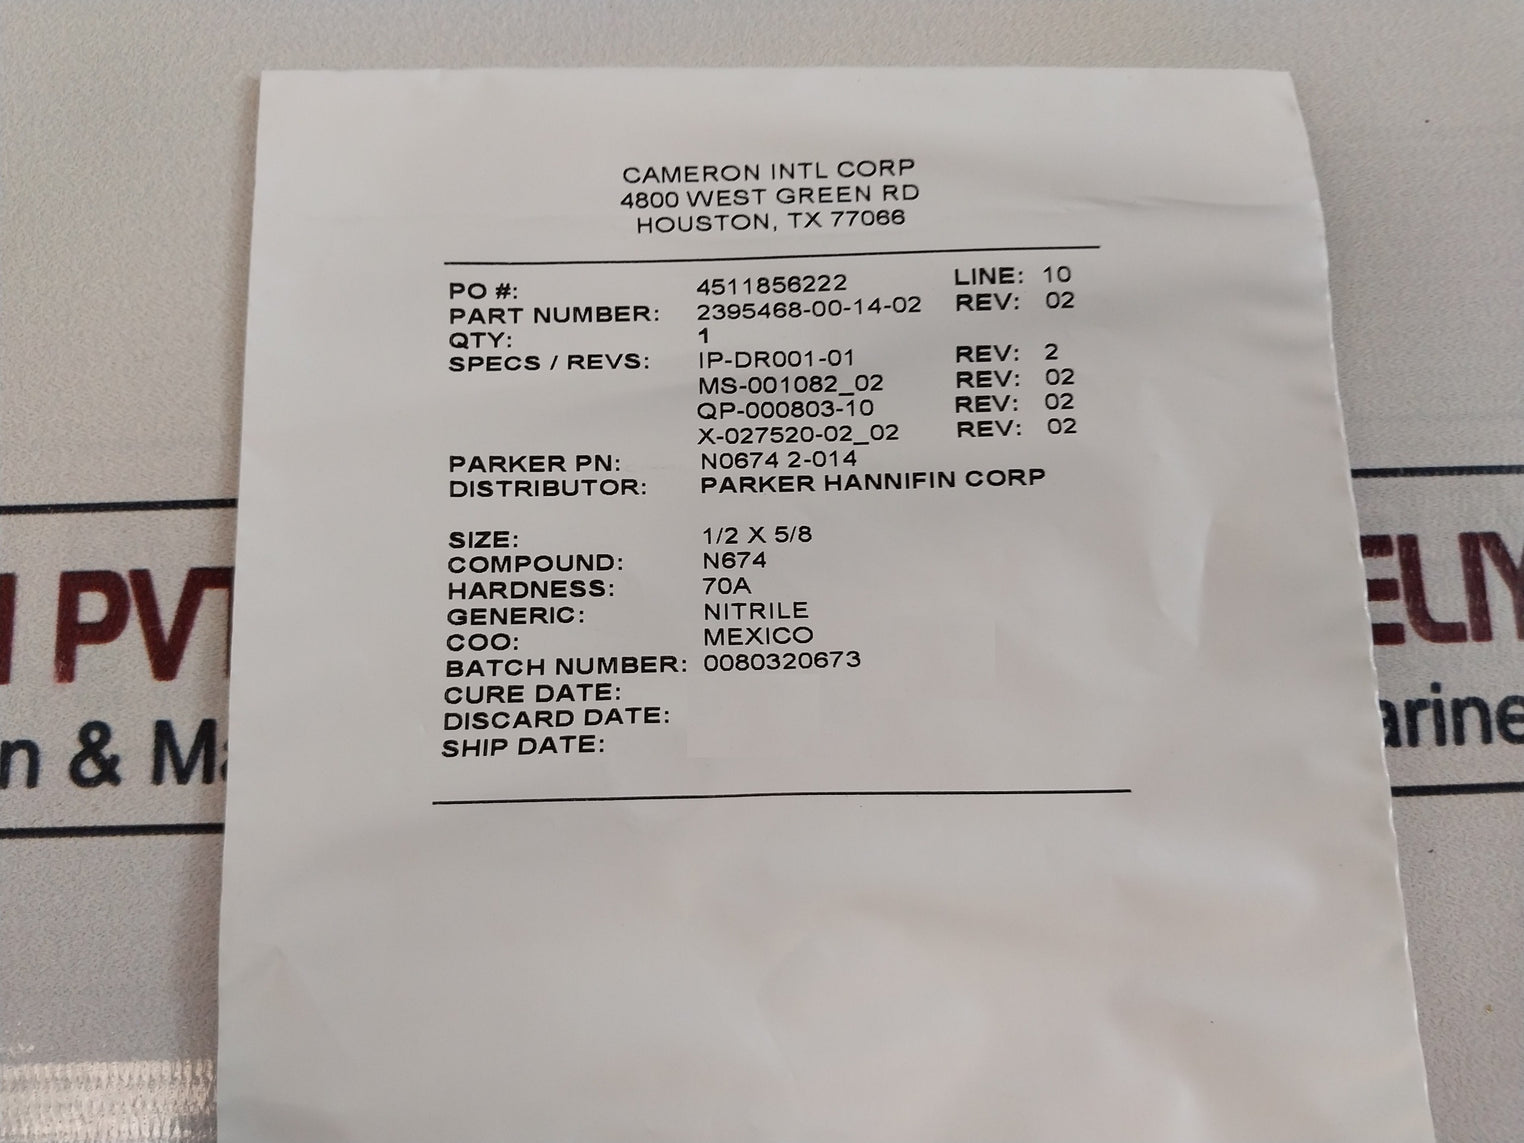 CAMERON INTL CORP
4800 WEST GREEN RD
HOUSTON, TX 77066
PO #: 4511856222 LINE: 10
PART NUMBER: 2395468-00-14-02 REV: 02
QTY: 1
SPECS / REVS: IP-DR001-01 REV: 2
MS-001082_02 REV: 02
QP-000803-10 REV: 02
X-027520-02_02 REV: 02
PARKER PN: N0674 2-014
DISTRIBUTOR: PARKER HANNIFIN CORP
SIZE: 1/2 X 5/8
COMPOUND: N674
HARDNESS: 70A
GENERIC: NITRILE
COO: MEXICO
BATCH NUMBER: 0080320673
CURE DATE:
DISCARD DATE:
SHIP DATE:
PVT
&